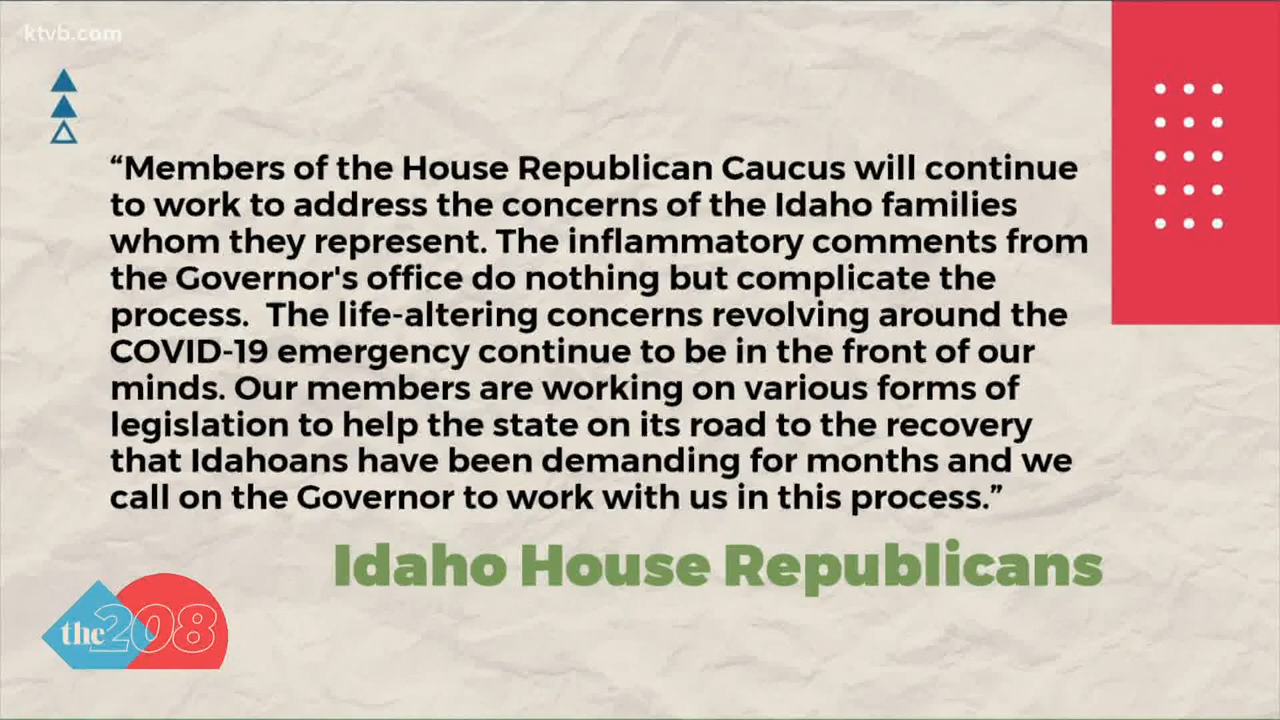 ktvb.com
“Members of the House Republican Caucus will continue
to work to address the concerns of the Idaho families
whom they represent. The inflammatory comments from
the Governor's office do nothing but complicate the
process.  The life-altering concerns revolving around the
COVID-19 emergency continue to be in the front of our
minds. Our members are working on various forms of
legislation to help the state on its road to the recovery
that Idahoans have been demanding for months and we
call on the Governor to work with us in this process.”
Idaho House Republicans
the 208